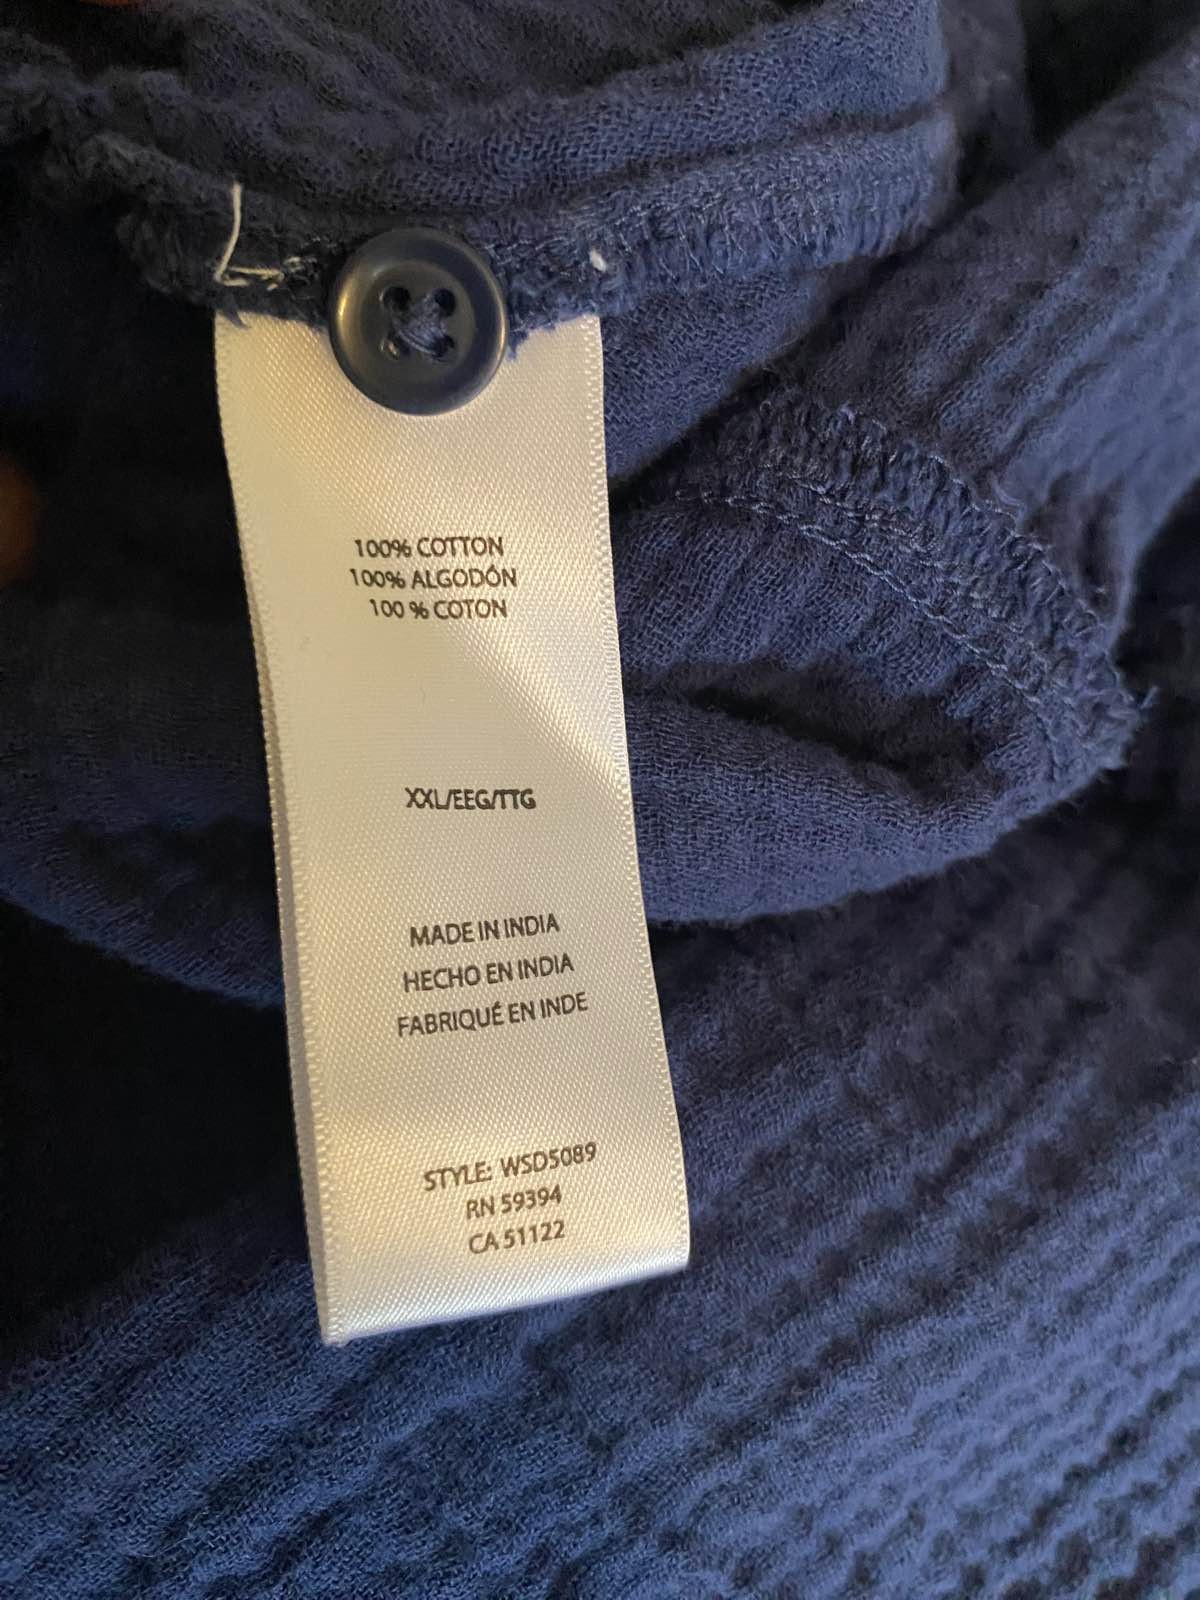 100% COTTON
100% ALGODÓN
100 % COTON
XXL/EEG/TTG
MADE IN INDIA
HECHO EN INDIA
FABRIQUÉ EN INDE
STYLE: WSD5089
RN 59394
CA 51122